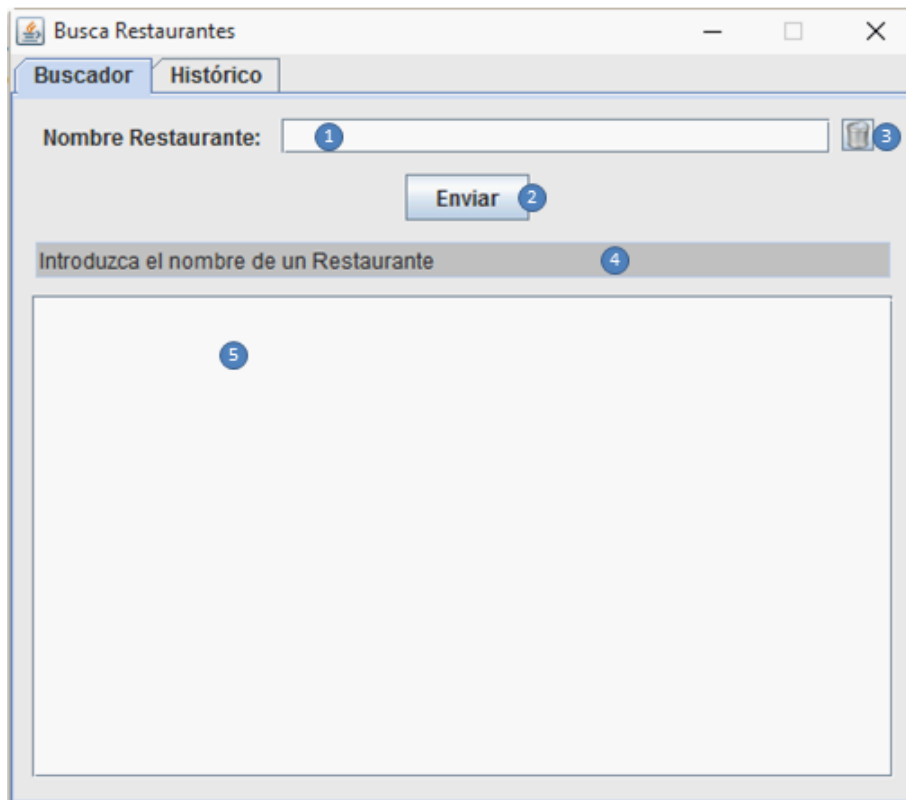 Busca Restaurantes
Buscador Histórico
Nombre Restaurante: 1 3
Enviar 2
Introduzca el nombre de un Restaurante 4
5